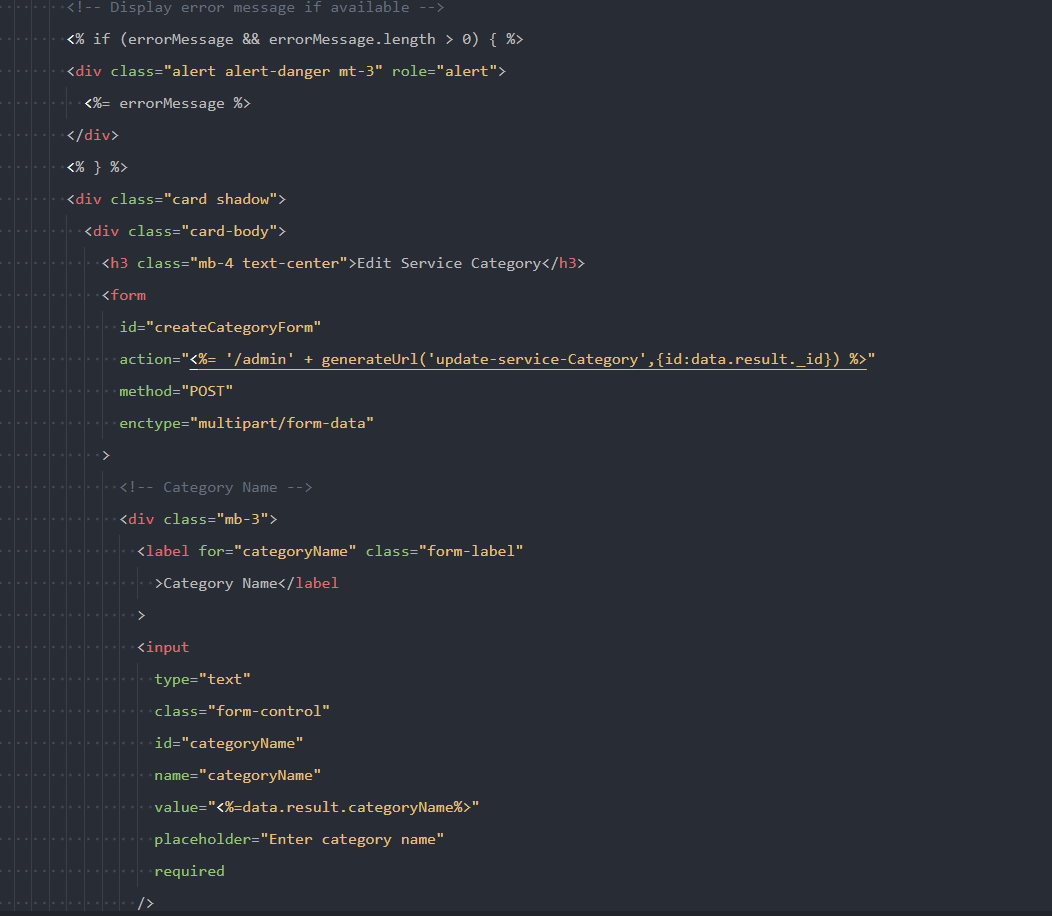 <!-- Display error message if available -->
<% if (errorMessage && errorMessage.length > 0) { %>
<div class="alert alert-danger mt-3" role="alert">
<%= errorMessage %>
</div>
<% } %>
<div class="card shadow">
<div class="card-body">
<h3 class="mb-4 text-center">Edit Service Category</h3>
<form
id="createCategoryForm"
action="<%= '/admin' + generateUrl('update-service-Category',{id:data.result._id}) %>"
method="POST"
enctype="multipart/form-data"
>
<!-- Category Name -->
<div class="mb-3">
<label for="categoryName" class="form-label"
>Category Name</label
>
<input
type="text"
class="form-control"
id="categoryName"
name="categoryName"
value="<%=data.result.categoryName%>"
placeholder="Enter category name"
required
/>